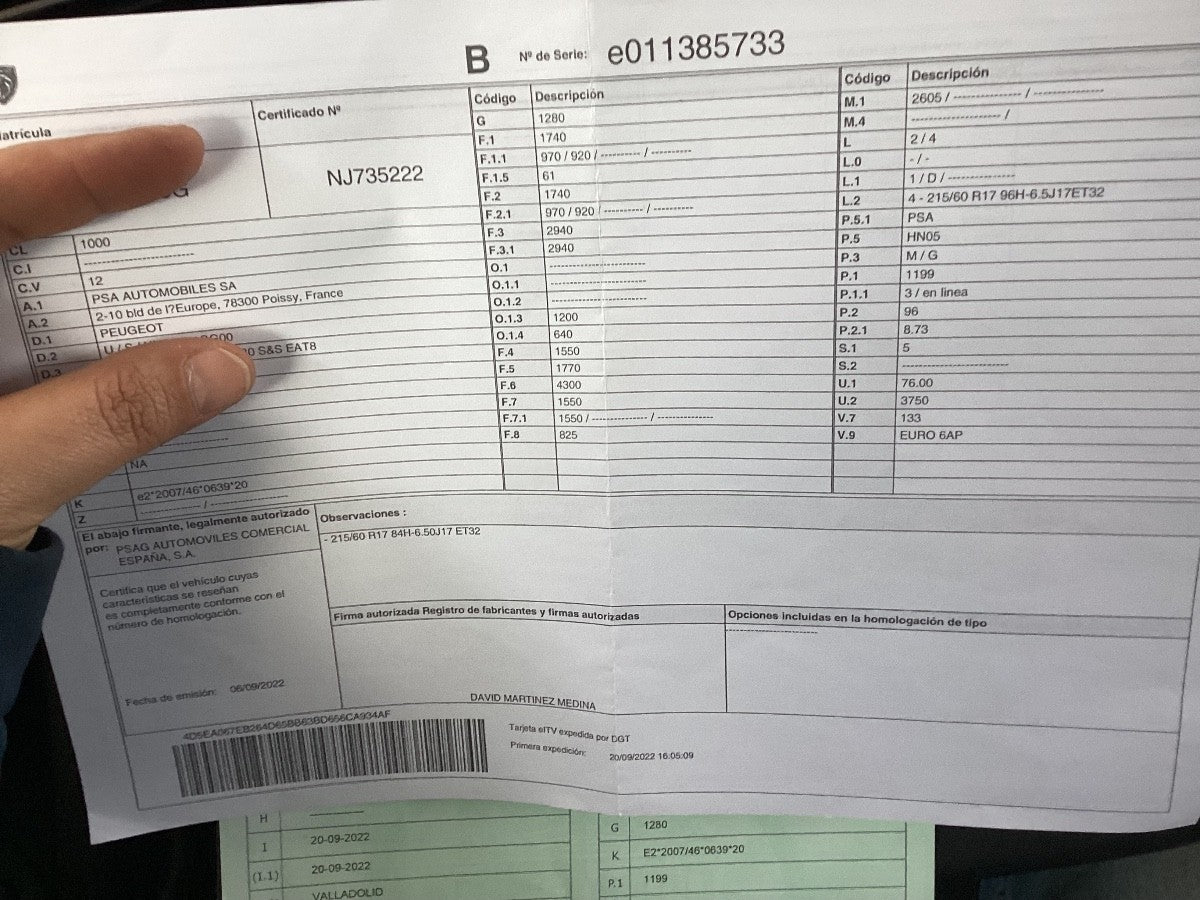 B Nº de Serie: e011385733
atrícula
Certificado Nº
NJ735222
CL 1000
C.I -------------------------
C.V 12
A.1 PSA AUTOMOBILES SA
A.2 2-10 bld de l?Europe, 78300 Poissy, France
D.1 PEUGEOT
D.2
D.3 S&S EAT8
NA
K e2*2007/46*0639*20
Z ---------------- / ----------------
Código Descripción
G 1280
F.1 1740
F.1.1 970 / 920 / ---------- / ----------
F.1.5 61
F.2 1740
F.2.1 970 / 920 / ---------- / ----------
F.3 2940
F.3.1 2940
O.1 -------------------------
O.1.1 -------------------------
O.1.2 -------------------------
O.1.3 1200
O.1.4 640
F.4 1550
F.5 1770
F.6 4300
F.7 1550
F.7.1 1550 / --------------- / ---------------
F.8 825
Código Descripción
M.1 2605 / ---------------- / ----------------
M.4 -------------------- /
L 2 / 4
L.0 - / -
L.1 1 / D / ----------------
L.2 4 - 215/60 R17 96H-6.5J17ET32
P.5.1 PSA
P.5 HN05
P.3 M / G
P.1 1199
P.1.1 3 / en linea
P.2 96
P.2.1 8.73
S.1 5
S.2 -------------------------
U.1 76.00
U.2 3750
V.7 133
V.9 EURO 6AP
El abajo firmante, legalmente autorizado
por: PSAG AUTOMOVILES COMERCIAL
ESPAÑA, S.A.
Certifica que el vehículo cuyas
características se reseñan
es completamente conforme con el
número de homologación.
Fecha de emisión: 06/09/2022
Observaciones :
- 215/60 R17 84H-6.50J17 ET32
Firma autorizada Registro de fabricantes y firmas autorizadas
DAVID MARTINEZ MEDINA
Opciones incluidas en la homologación de tipo
-------------------------
Tarjeta eITV expedida por DGT
Primera expedición: 20/09/2022 16:05:09
H ---------------
I 20-09-2022
(I.1) 20-09-2022
VALLADOLID
G 1280
K E2*2007/46*0639*20
P.1 1199